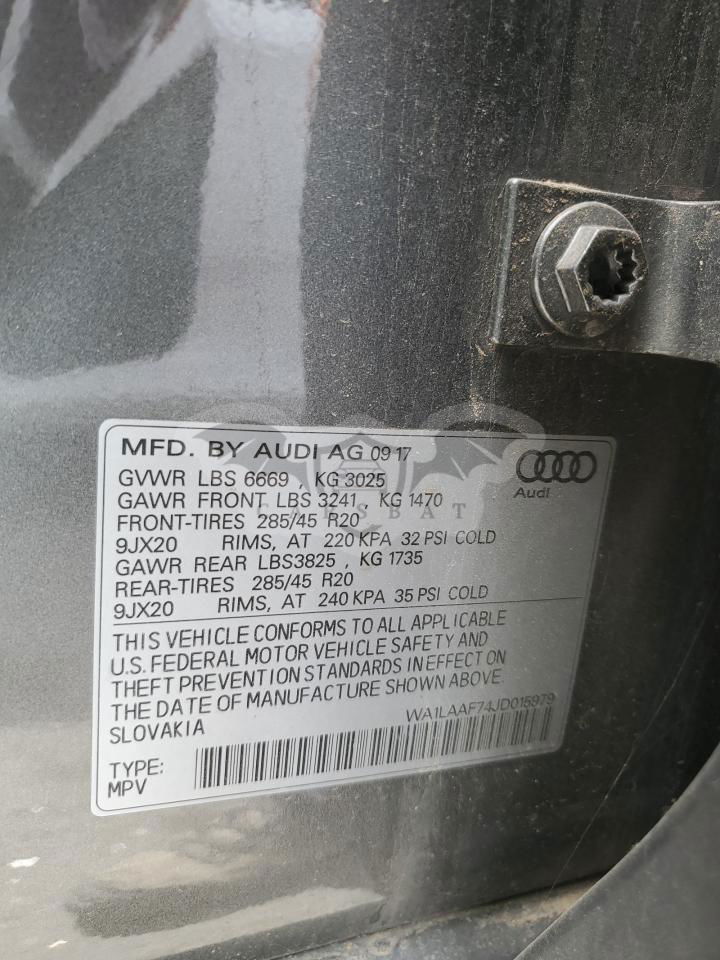 MFD. BY AUDI AG 09 17
GVWR LBS 6669 , KG 3025
GAWR FRONT LBS 3241 , KG 1470
FRONT-TIRES 285/45 R20
9JX20 RIMS, AT 220 KPA 32 PSI COLD
GAWR REAR LBS3825 , KG 1735
REAR-TIRES 285/45 R20
9JX20 RIMS, AT 240 KPA 35 PSI COLD
Audi
CARSBAT
THIS VEHICLE CONFORMS TO ALL APPLICABLE
U.S. FEDERAL MOTOR VEHICLE SAFETY AND
THEFT PREVENTION STANDARDS IN EFFECT ON
THE DATE OF MANUFACTURE SHOWN ABOVE
SLOVAKIA
WA1LAAF74JD015979
TYPE:
MPV